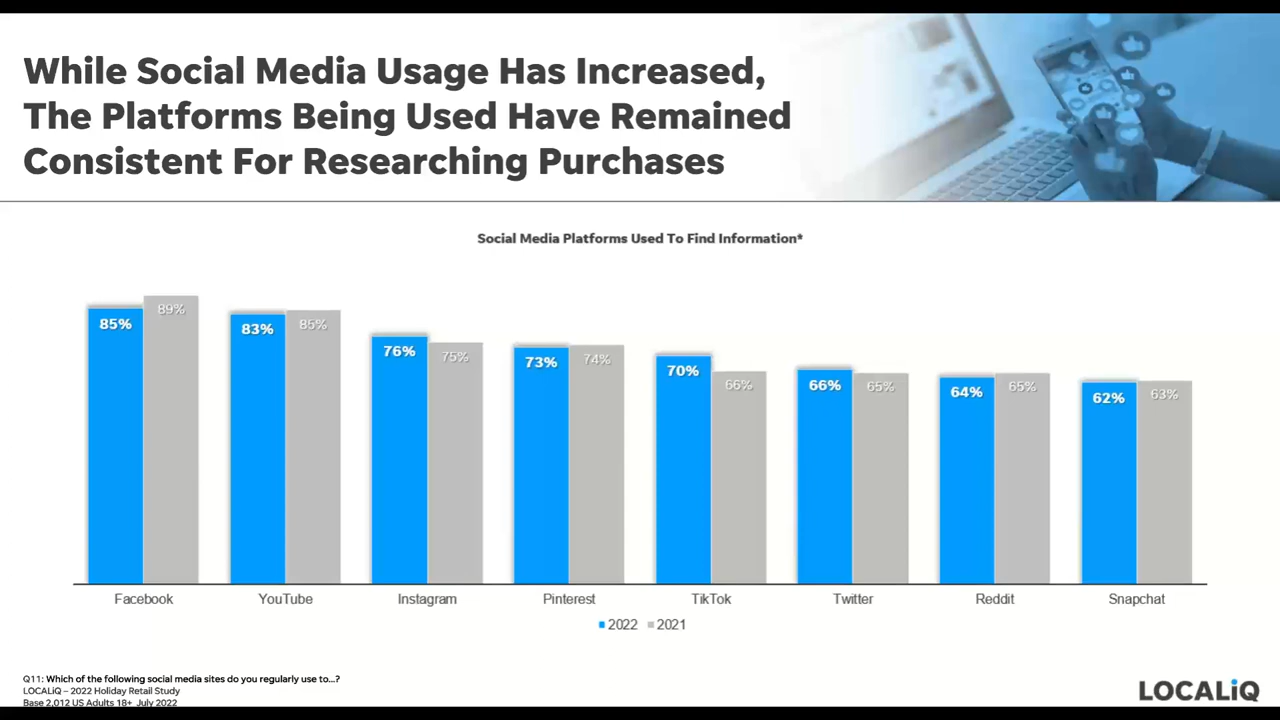 While Social Media Usage Has Increased,
The Platforms Being Used Have Remained
Consistent For Researching Purchases
Social Media Platforms Used To Find Information*
85% 89% 83% 85% 76% 75% 73% 74% 70% 66% 66% 65% 64% 65% 62% 63%
Facebook YouTube Instagram Pinterest TikTok Twitter Reddit Snapchat
2022 2021
Q11: Which of the following social media sites do you regularly use to...?
LOCALiQ – 2022 Holiday Retail Study
Base 2,012 US Adults 18+ July 2022
LOCALiQ